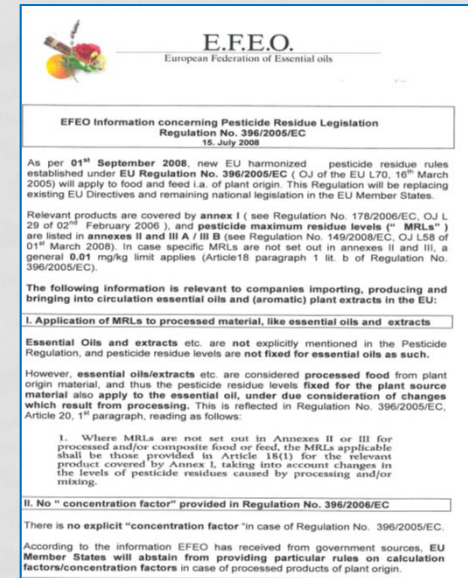 E.F.E.O.
European Federation of Essential oils
EFEO Information concerning Pesticide Residue Legislation
Regulation No. 396/2005/EC
15. July 2008
As per 01st September 2008, new EU harmonized pesticide residue rules
established under EU Regulation No. 396/2005/EC ( OJ of the EU L70, 16th March
2005) will apply to food and feed i.a. of plant origin. This Regulation will be replacing
existing EU Directives and remaining national legislation in the EU Member States.
Relevant products are covered by annex I ( see Regulation No. 178/2006/EC, OJ L
29 of 02nd February 2006 ), and pesticide maximum residue levels (" MRLs" )
are listed in annexes II and III A / III B (see Regulation No. 149/2008/EC, OJ L58 of
01st March 2008). In case specific MRLs are not set out in annexes II and III, a
general 0.01 mg/kg limit applies (Article18 paragraph 1 lit. b of Regulation No.
396/2005/EC).
The following information is relevant to companies importing, producing and
bringing into circulation essential oils and (aromatic) plant extracts in the EU:
I. Application of MRLs to processed material, like essential oils and extracts
Essential Oils and extracts etc. are not explicitly mentioned in the Pesticide
Regulation, and pesticide residue levels are not fixed for essential oils as such.
However, essential oils/extracts etc. are considered processed food from plant
origin material, and thus the pesticide residue levels fixed for the plant source
material also apply to the essential oil, under due consideration of changes
which result from processing. This is reflected in Regulation No. 396/2005/EC,
Article 20, 1st paragraph, reading as follows:
1. Where MRLs are not set out in Annexes II or III for
processed and/or composite food or feed, the MRLs applicable
shall be those provided in Article 18(1) for the relevant
product covered by Annex I, taking into account changes in
the levels of pesticide residues caused by processing and/or
mixing.
II. No " concentration factor" provided in Regulation No. 396/2006/EC
There is no explicit "concentration factor "in case of Regulation No. 396/2005/EC.
According to the information EFEO has received from government sources, EU
Member States will abstain from providing particular rules on calculation
factors/concentration factors in case of processed products of plant origin.